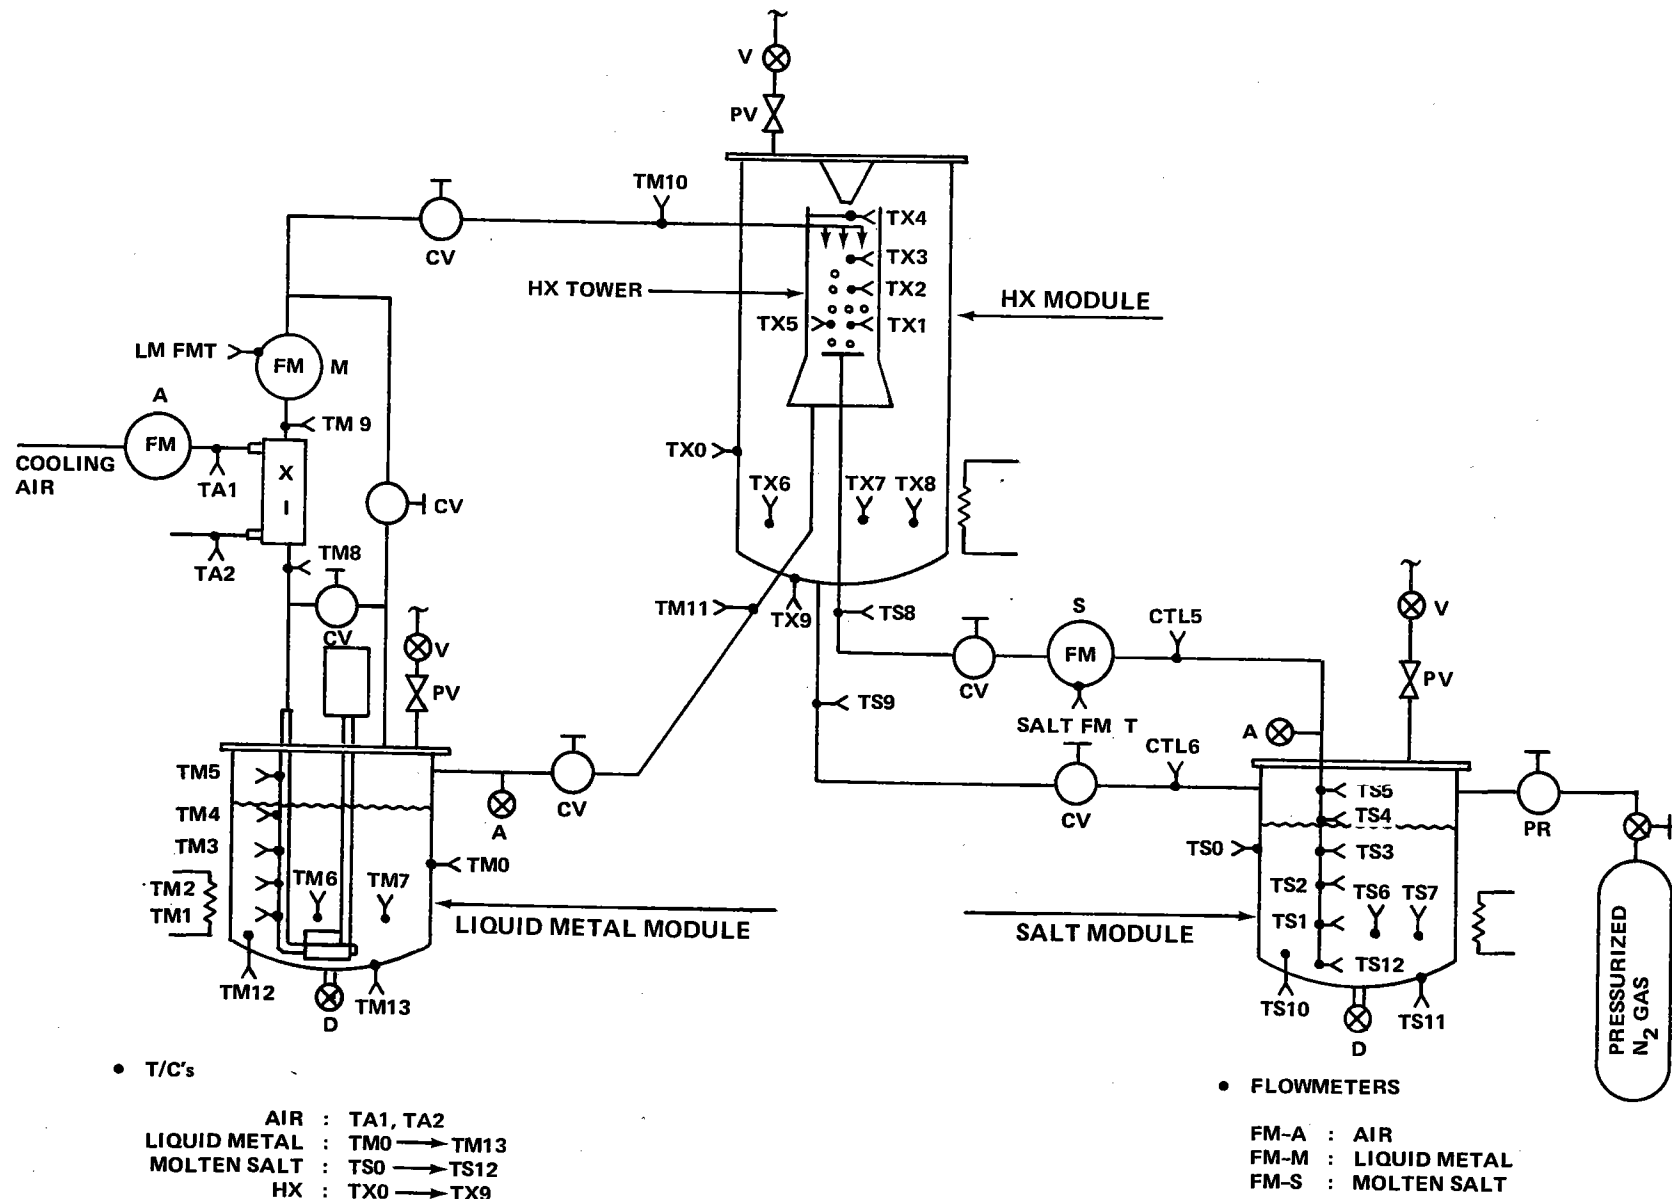 V
PV
TM10
CV
TX4
TX3
HX TOWER
TX2
HX MODULE
TX5
TX1
LM FMT
FM
M
A
TM 9
FM
COOLING
AIR
TA1
X
I
TX0
TX6
TX7
TX8
CV
TA2
TM8
CV
TM11
TX9
TS8
S
FM
CTL5
V
CV
SALT FM T
PV
V
PV
TS9
A
CTL6
TM5
TM4
TM3
TM2
TM1
TM6
TM7
TM0
A
CV
CV
TS5
TS4
TS0
TS3
TS2
TS6
TS7
TS1
TS12
PR
LIQUID METAL MODULE
SALT MODULE
TM12
TM13
D
TS10
TS11
D
PRESSURIZED
N2 GAS
• T/C's
AIR : TA1, TA2
LIQUID METAL : TM0 → TM13
MOLTEN SALT : TS0 → TS12
HX : TX0 → TX9
• FLOWMETERS
FM-A : AIR
FM-M : LIQUID METAL
FM-S : MOLTEN SALT